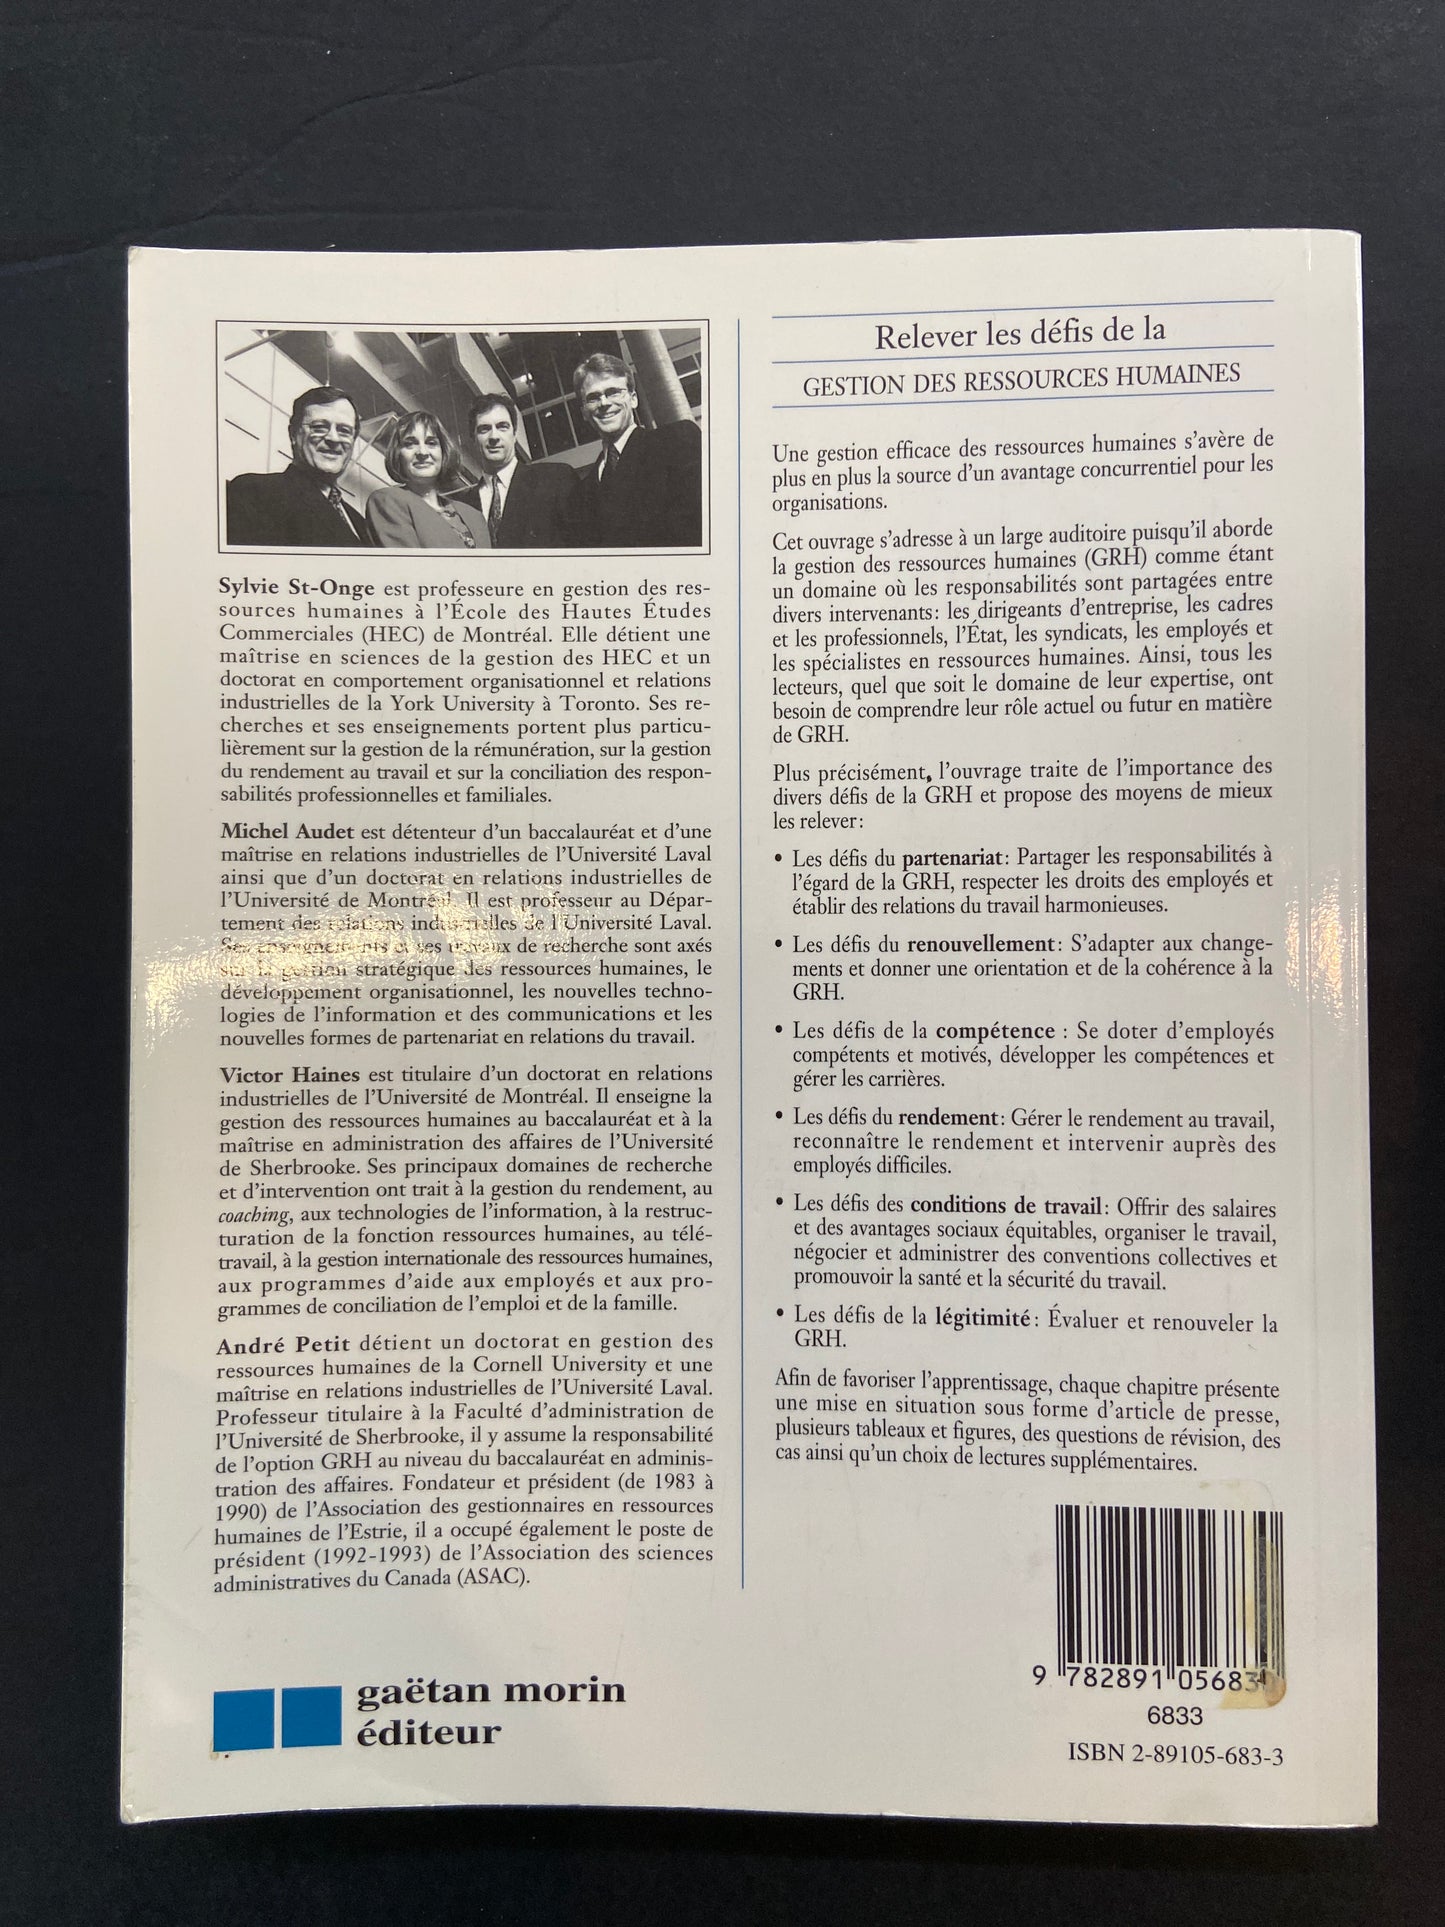 Sylvie St-Onge est professeure en gestion des res-
sources humaines à l'École des Hautes Études
Commerciales (HEC) de Montréal. Elle détient une
maîtrise en sciences de la gestion des HEC et un
doctorat en comportement organisationnel et relations
industrielles de la York University à Toronto. Ses re-
cherches et ses enseignements portent plus particu-
lièrement sur la gestion de la rémunération, sur la gestion
du rendement au travail et sur la conciliation des respon-
sabilités professionnelles et familiales.
Michel Audet est détenteur d'un baccalauréat et d'une
maîtrise en relations industrielles de l'Université Laval
ainsi que d'un doctorat en relations industrielles de
l'Université de Montréal. Il est professeur au Dépar-
tement des relations industrielles de l'Université Laval.
Ses enseignements et ses travaux de recherche sont axés
sur la gestion stratégique des ressources humaines, le
développement organisationnel, les nouvelles techno-
logies de l'information et des communications et les
nouvelles formes de partenariat en relations du travail.
Victor Haines est titulaire d'un doctorat en relations
industrielles de l'Université de Montréal. Il enseigne la
gestion des ressources humaines au baccalauréat et à la
maîtrise en administration des affaires de l'Université
de Sherbrooke. Ses principaux domaines de recherche
et d'intervention ont trait à la gestion du rendement, au
coaching, aux technologies de l'information, à la restruc-
turation de la fonction ressources humaines, au télé-
travail, à la gestion internationale des ressources humaines,
aux programmes d'aide aux employés et aux pro-
grammes de conciliation de l'emploi et de la famille.
André Petit détient un doctorat en gestion des
ressources humaines de la Cornell University et une
maîtrise en relations industrielles de l'Université Laval.
Professeur titulaire à la Faculté d'administration de
l'Université de Sherbrooke, il y assume la responsabilité
de l'option GRH au niveau du baccalauréat en adminis-
tration des affaires. Fondateur et président (de 1983 à
1990) de l'Association des gestionnaires en ressources
humaines de l'Estrie, il a occupé également le poste de
président (1992-1993) de l'Association des sciences
administratives du Canada (ASAC).
gaëtan morin
éditeur
Relever les défis de la
GESTION DES RESSOURCES HUMAINES
Une gestion efficace des ressources humaines s'avère de
plus en plus la source d'un avantage concurrentiel pour les
organisations.
Cet ouvrage s'adresse à un large auditoire puisqu'il aborde
la gestion des ressources humaines (GRH) comme étant
un domaine où les responsabilités sont partagées entre
divers intervenants: les dirigeants d'entreprise, les cadres
et les professionnels, l'État, les syndicats, les employés et
les spécialistes en ressources humaines. Ainsi, tous les
lecteurs, quel que soit le domaine de leur expertise, ont
besoin de comprendre leur rôle actuel ou futur en matière
de GRH.
Plus précisément, l'ouvrage traite de l'importance des
divers défis de la GRH et propose des moyens de mieux
les relever:
• Les défis du partenariat: Partager les responsabilités à
l'égard de la GRH, respecter les droits des employés et
établir des relations du travail harmonieuses.
• Les défis du renouvellement: S'adapter aux change-
ments et donner une orientation et de la cohérence à la
GRH.
• Les défis de la compétence : Se doter d'employés
compétents et motivés, développer les compétences et
gérer les carrières.
• Les défis du rendement: Gérer le rendement au travail,
reconnaître le rendement et intervenir auprès des
employés difficiles.
• Les défis des conditions de travail: Offrir des salaires
et des avantages sociaux équitables, organiser le travail,
négocier et administrer des conventions collectives et
promouvoir la santé et la sécurité du travail.
• Les défis de la légitimité: Évaluer et renouveler la
GRH.
Afin de favoriser l'apprentissage, chaque chapitre présente
une mise en situation sous forme d'article de presse,
plusieurs tableaux et figures, des questions de révision, des
cas ainsi qu'un choix de lectures supplémentaires.
9 782891 05683
6833
ISBN 2-89105-683-3